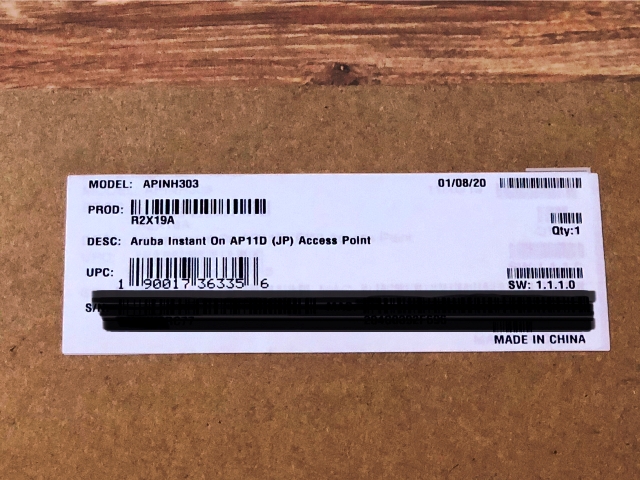 MODEL: APINH303 01/08/20
PROD:
R2X19A
Qty:1
DESC: Aruba Instant On AP11D (JP) Access Point
UPC:
1 90017 36335 6
SW: 1.1.1.0
MADE IN CHINA